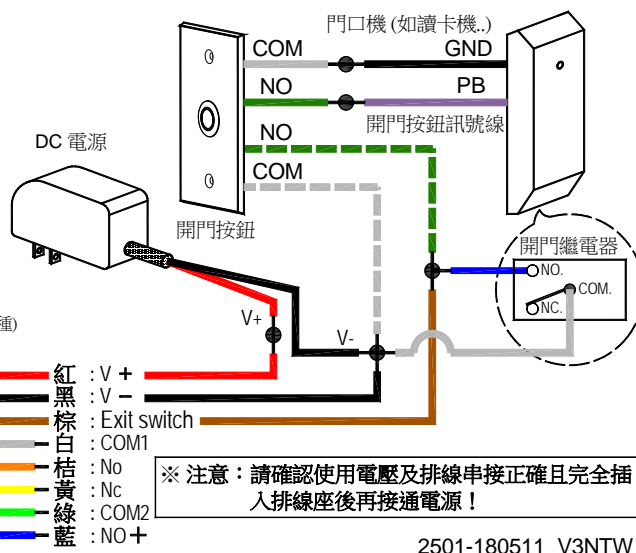 門口機 (如讀卡機..)
COM
GND
NO
PB
開門按鈕訊號線
NO
COM
DC 電源
開門按鈕
開門繼電器
NO.
COM.
NC.
種)
V+
V-
紅 : V +
黑 : V −
棕 : Exit switch
白 : COM1
桔 : No
黃 : Nc
綠 : COM2
藍 : NO+
※ 注意：請確認使用電壓及排線串接正確且完全插
入排線座後再接通電源！
2501-180511 V3NTW